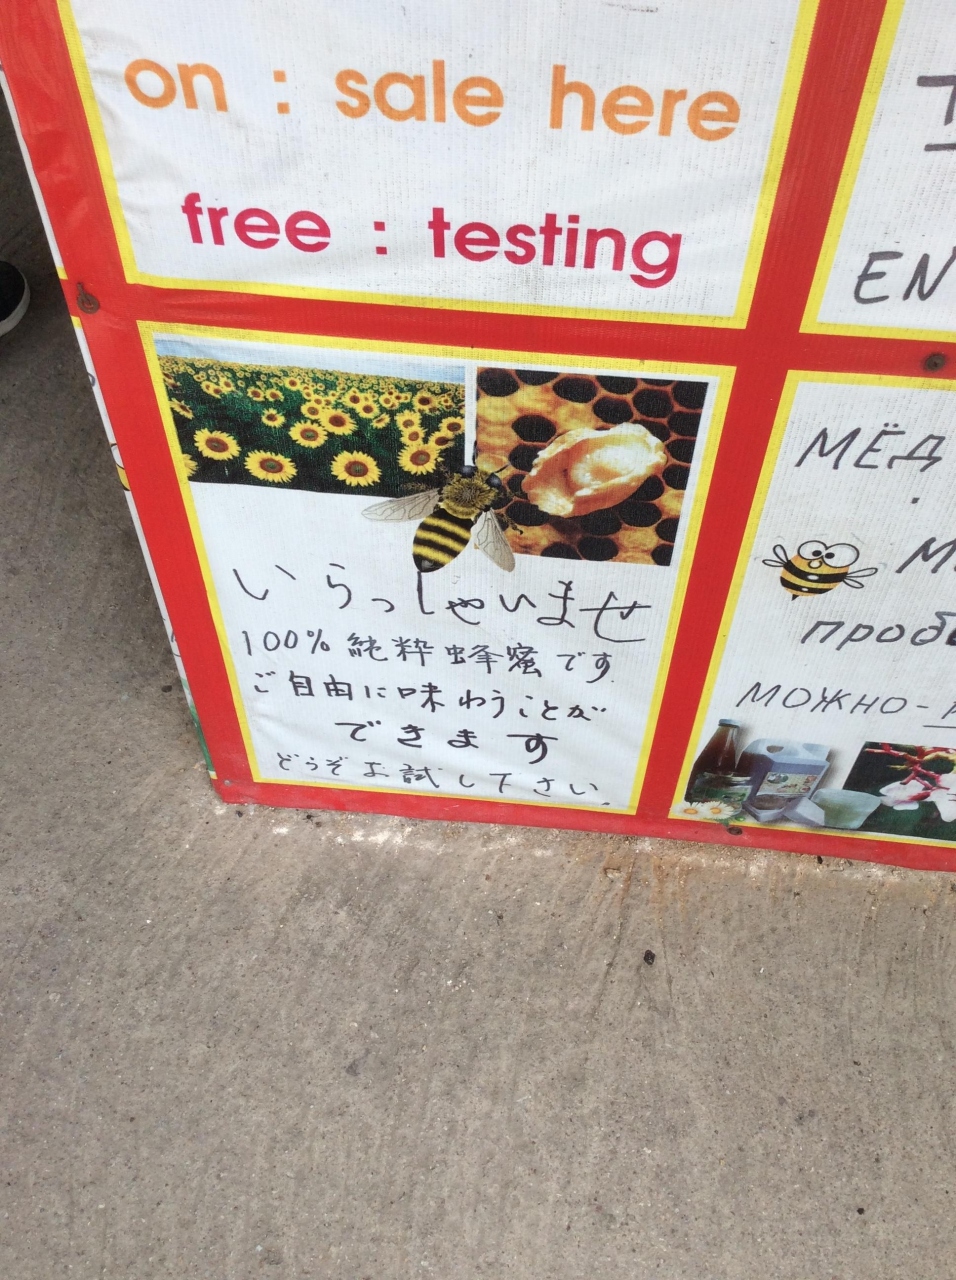 on : sale here
free : testing
EN
いらっしゃいませ
100% 純粋蜂蜜です
ご自由に味わうことが
できます
どうぞお試し下さい.
МЁД
МОЖНО-